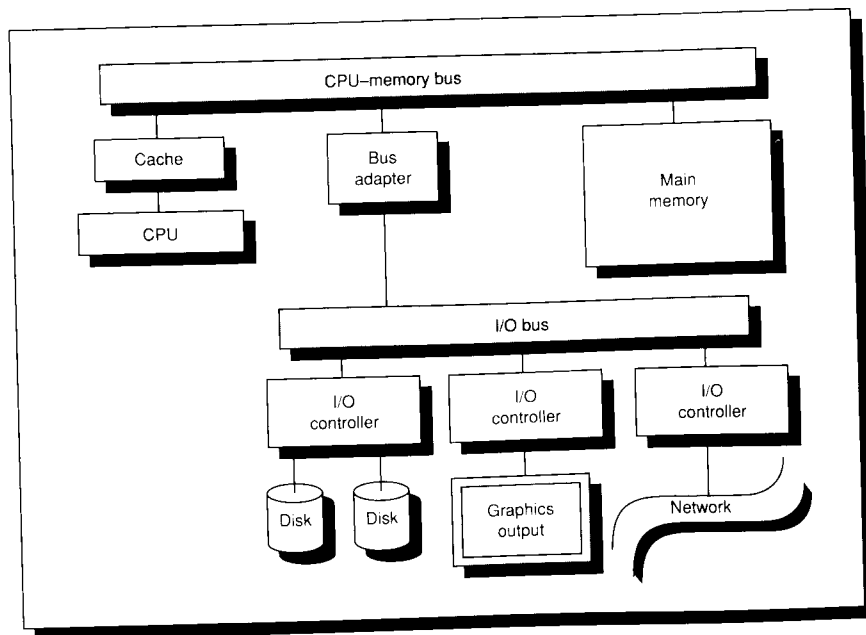 CPU–memory bus
Cache
Bus
adapter
Main
memory
CPU
I/O bus
I/O
controller
I/O
controller
I/O
controller
Disk
Disk
Graphics
output
Network